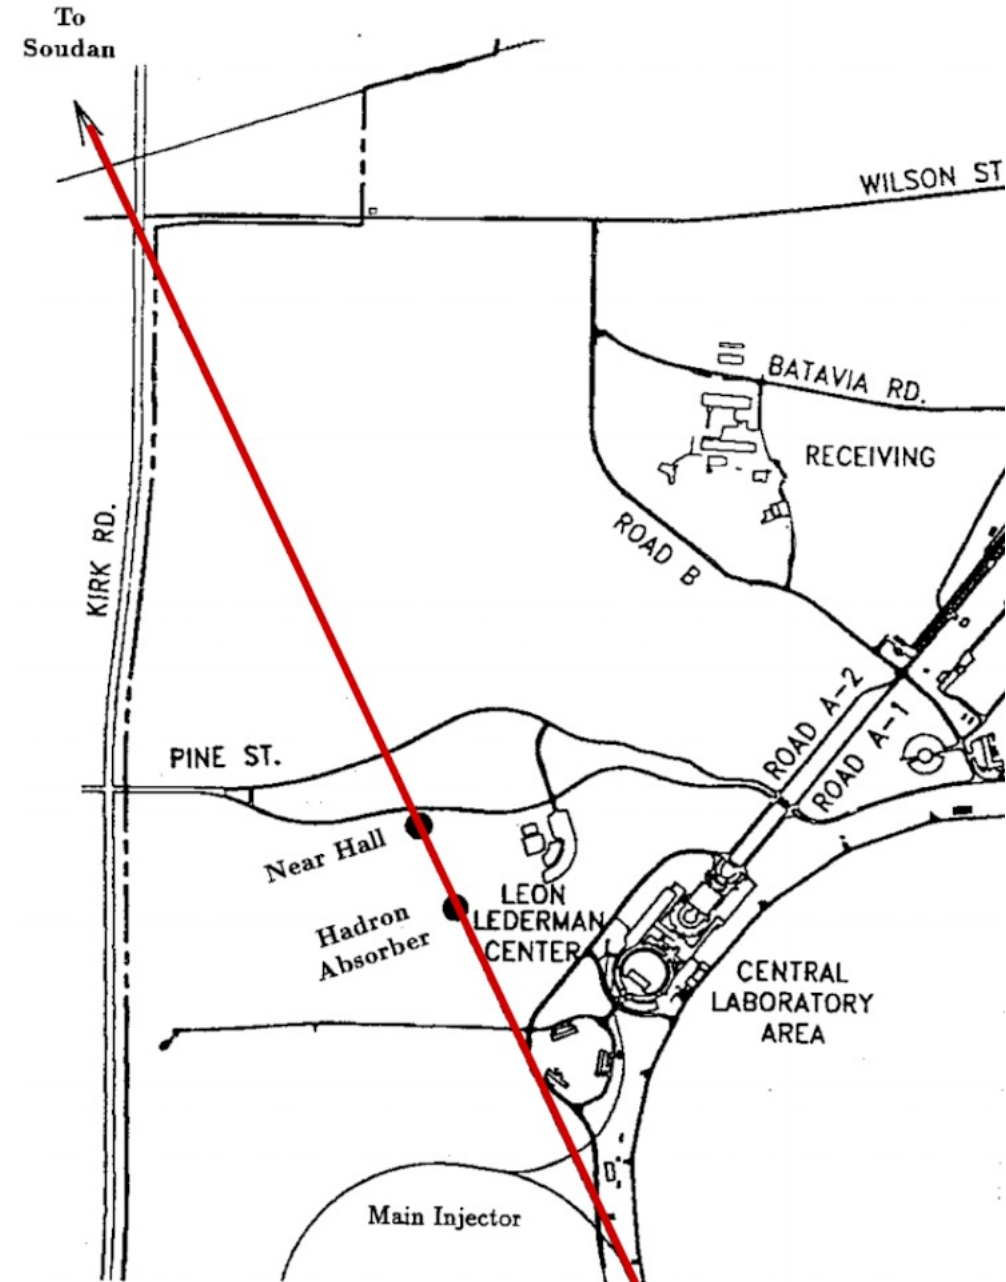 To
Soudan
WILSON ST
BATAVIA RD.
RECEIVING
KIRK RD.
ROAD B
ROAD A-2
ROAD A-1
PINE ST.
Near Hall
Hadron
Absorber
LEON
LEDERMAN
CENTER
CENTRAL
LABORATORY
AREA
Main Injector